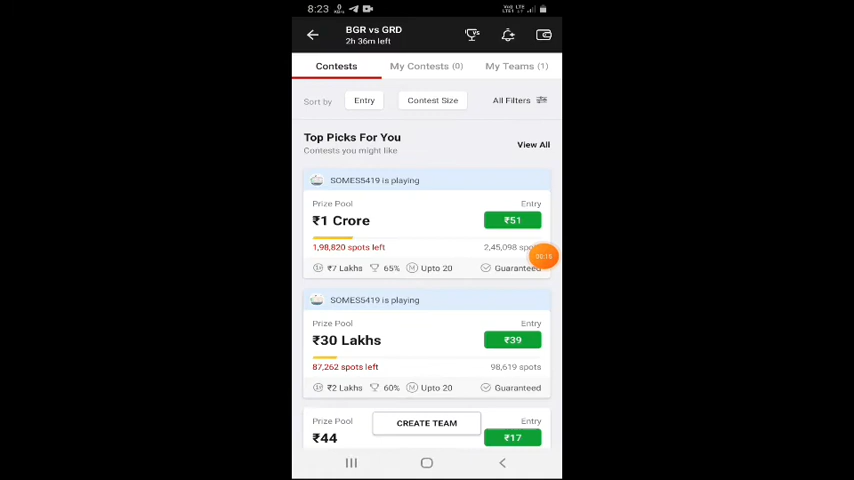 8:23
BGR vs GRD
2h 36m left
Contests
My Contests (0)
My Teams (1)
Sort by
Entry
Contest Size
All Filters
Top Picks For You
Contests you might like
View All
SOMES5419 is playing
Prize Pool
Entry
₹1 Crore
₹51
1,98,820 spots left
2,45,098
₹7 Lakhs
65%
Upto 20
Guaranteed
SOMES5419 is playing
Prize Pool
Entry
₹30 Lakhs
₹39
87,262 spots left
98,619 spots
₹2 Lakhs
60%
Upto 20
Guaranteed
Prize Pool
Entry
₹44
₹17
CREATE TEAM